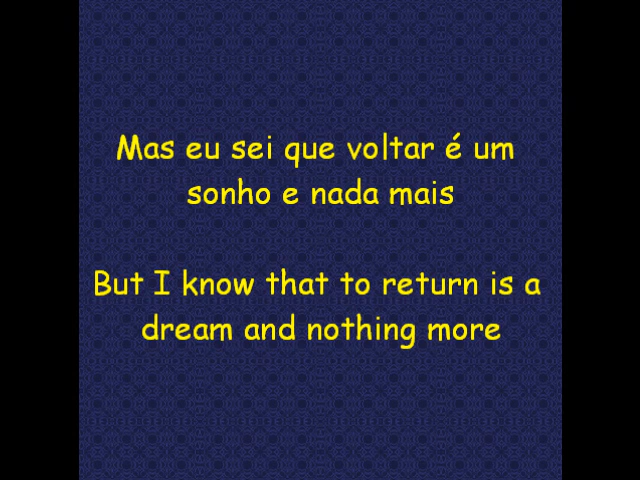 Mas eu sei que voltar é um
sonho e nada mais
But I know that to return is a
dream and nothing more